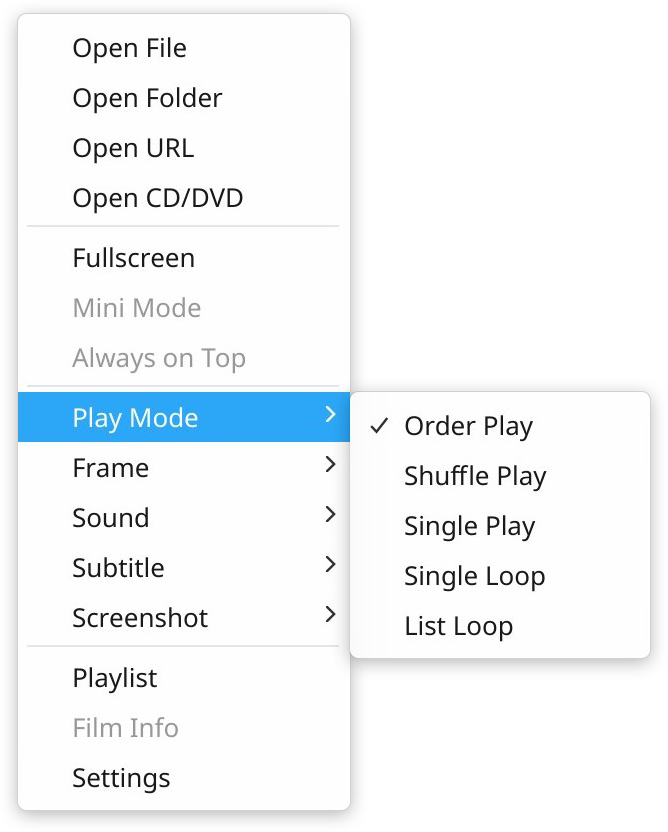 Open File
Open Folder
Open URL
Open CD/DVD
Fullscreen
Mini Mode
Always on Top
Play Mode
Frame
Sound
Subtitle
Screenshot
Playlist
Film Info
Settings
Order Play
Shuffle Play
Single Play
Single Loop
List Loop